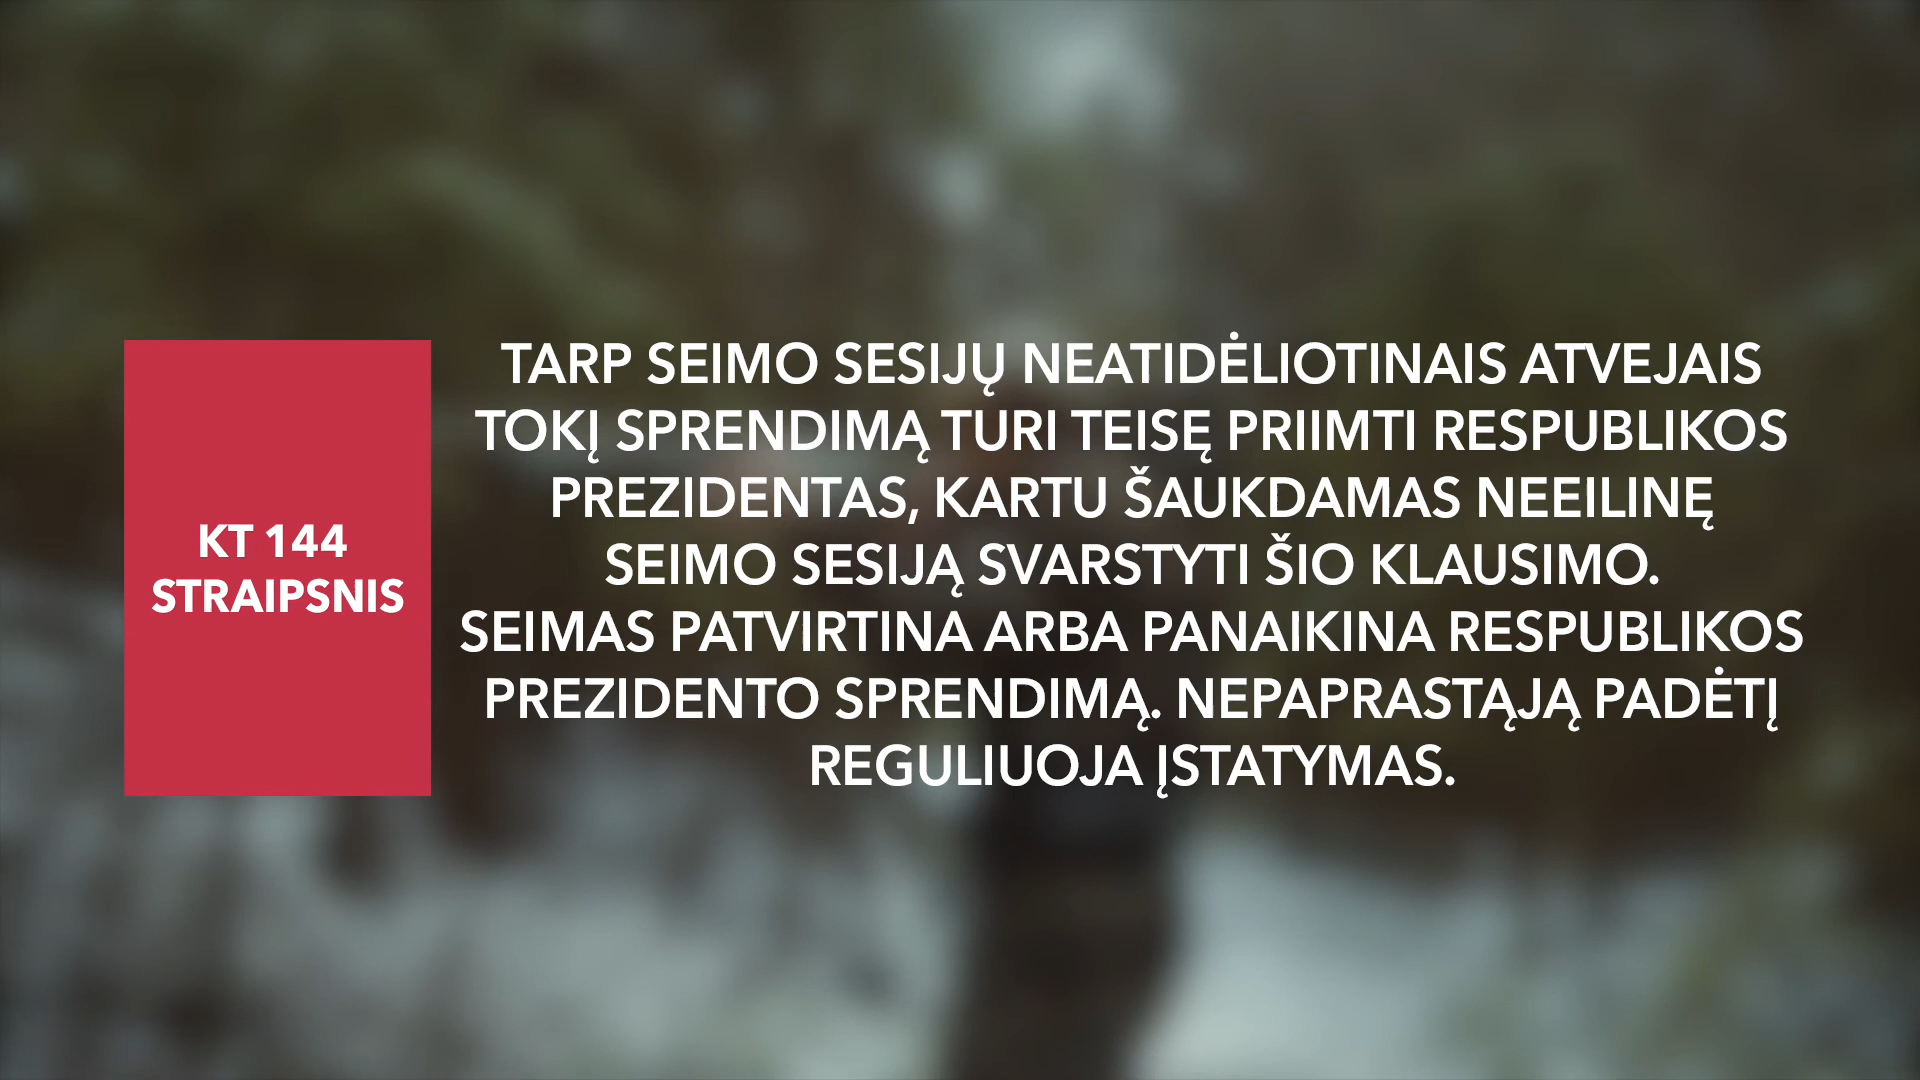 KT 144
STRAIPSNIS
TARP SEIMO SESIJŲ NEATIDĖLIOTINAIS ATVEJAIS
TOKĮ SPRENDIMĄ TURI TEISĘ PRIIMTI RESPUBLIKOS
PREZIDENTAS, KARTU ŠAUKDAMAS NEEILINĘ
SEIMO SESIJĄ SVARSTYTI ŠIO KLAUSIMO.
SEIMAS PATVIRTINA ARBA PANAIKINA RESPUBLIKOS
PREZIDENTO SPRENDIMĄ. NEPAPRASTĄJĄ PADĖTĮ
REGULIUOJA ĮSTATYMAS.